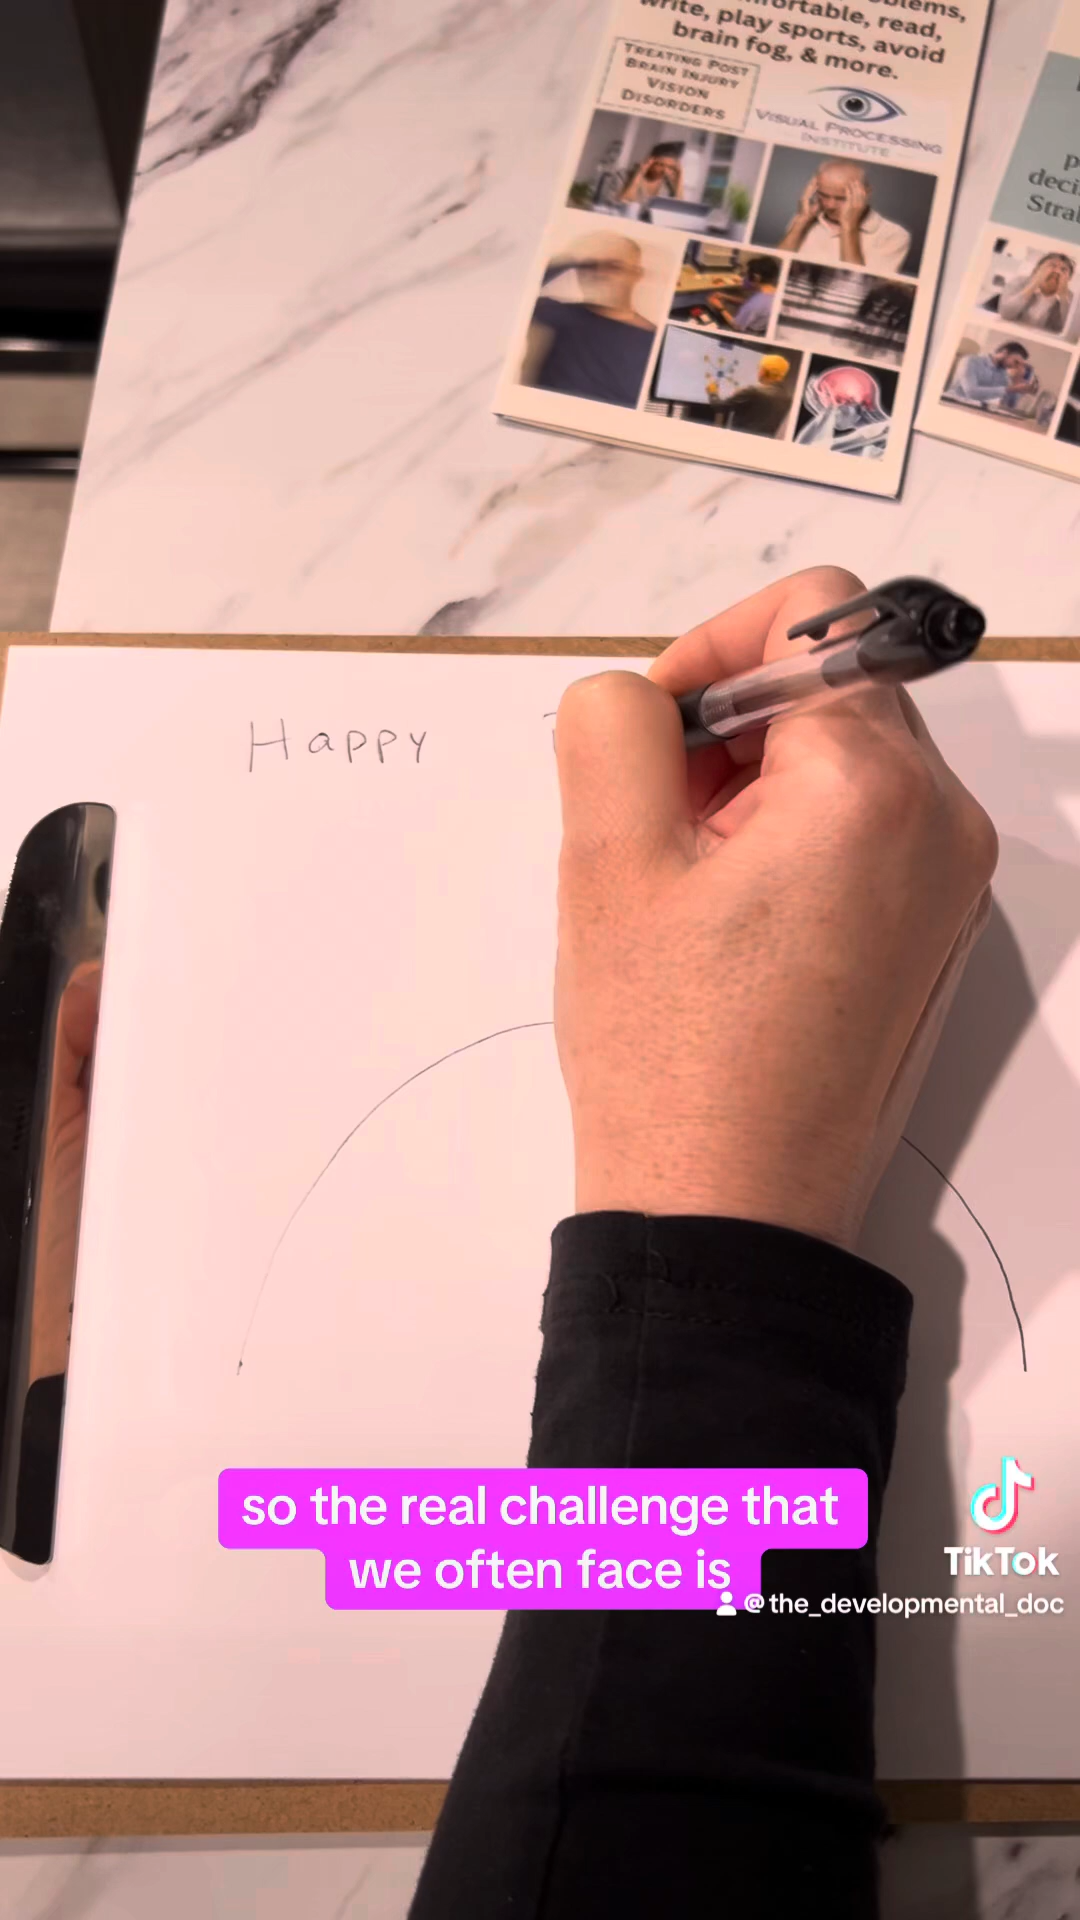 write, play sports, avoid
brain fog, & more.
TREATING POST
BRAIN INJURY
VISION
DISORDERS
VISUAL PROCESSING
INSTITUTE
Happy
so the real challenge that
we often face is
TikTok
@the_developmental_doc